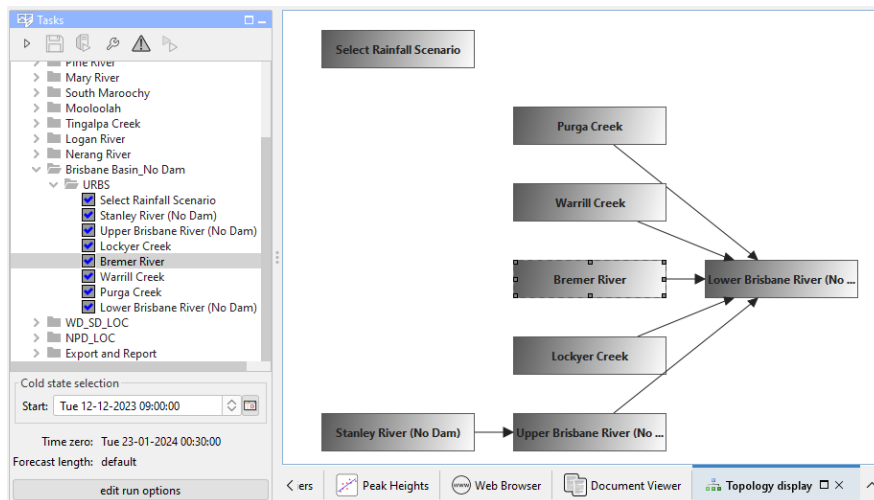 Tasks
Pine River
Mary River
South Maroochy
Mooloolah
Tingalpa Creek
Logan River
Nerang River
Brisbane Basin_No Dam
URBS
Select Rainfall Scenario
Stanley River (No Dam)
Upper Brisbane River (No Dam)
Lockyer Creek
Bremer River
Warrill Creek
Purga Creek
Lower Brisbane River (No Dam)
WD_SD_LOC
NPD_LOC
Export and Report
Cold state selection
Start: Tue 12-12-2023 09:00:00
Time zero: Tue 23-01-2024 00:30:00
Forecast length: default
edit run options
Select Rainfall Scenario
Purga Creek
Warrill Creek
Bremer River
Lower Brisbane River (No ...
Lockyer Creek
Stanley River (No Dam)
Upper Brisbane River (No ...
ers
Peak Heights
www
Web Browser
Document Viewer
Topology display